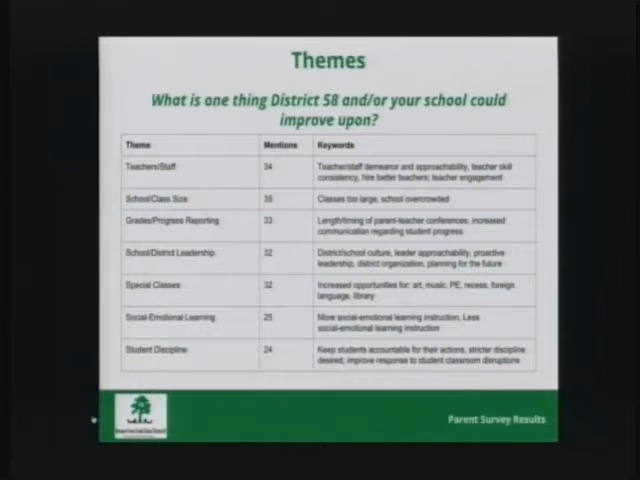 Themes
What is one thing District 58 and/or your school could
improve upon?
Theme Mentions Keywords
Teachers/Staff 34 Teacher/staff demeanor and approachability, teacher skill
consistency, hire better teachers; teacher engagement
School/Class Size 35 Classes too large, school overcrowded
Grades/Progress Reporting 33 Length/timing of parent-teacher conferences, increased
communication regarding student progress
School/District Leadership 32 District/school culture, leader approachability, proactive
leadership, district organization, planning for the future
Special Classes 32 Increased opportunities for: art, music, PE, recess, foreign
language, library
Social-Emotional Learning 25 More social-emotional learning instruction, Less
social-emotional learning instruction
Student Discipline 24 Keep students accountable for their actions, stricter discipline
desired, improve response to student classroom disruptions
Parent Survey Results